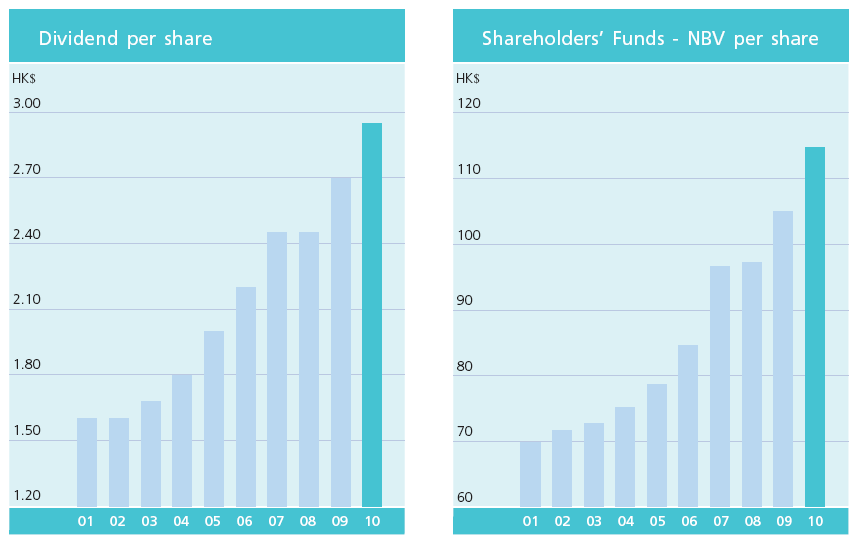 Dividend per share
HK$
3.00
2.70
2.40
2.10
1.80
1.50
1.20
01 02 03 04 05 06 07 08 09 10
Shareholders’ Funds - NBV per share
HK$
120
110
100
90
80
70
60
01 02 03 04 05 06 07 08 09 10